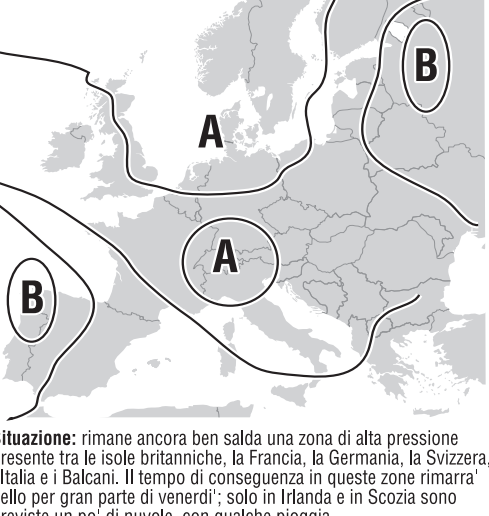 B
A
A
B
ituazione: rimane ancora ben salda una zona di alta pressione
resente tra le isole britanniche, la Francia, la Germania, la Svizzera,
Italia e i Balcani. Il tempo di conseguenza in queste zone rimarra'
ello per gran parte di venerdi'; solo in Irlanda e in Scozia sono
reviste un po' di nuvole, con qualche pioggia